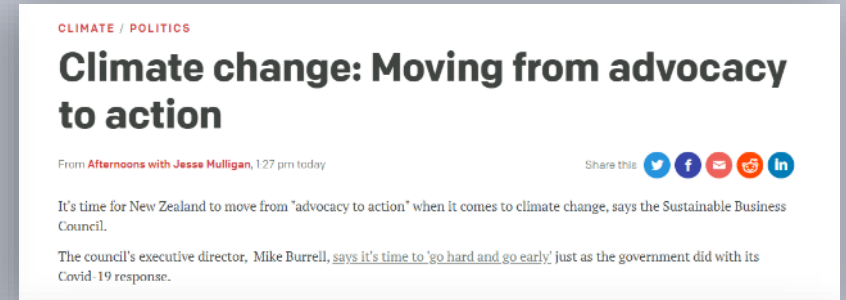 CLIMATE / POLITICS
Climate change: Moving from advocacy
to action
From Afternoons with Jesse Mulligan, 1:27 pm today
Share this
It's time for New Zealand to move from "advocacy to action" when it comes to climate change, says the Sustainable Business
Council.
The council's executive director,  Mike Burrell, says it's time to 'go hard and go early' just as the government did with its
Covid-19 response.